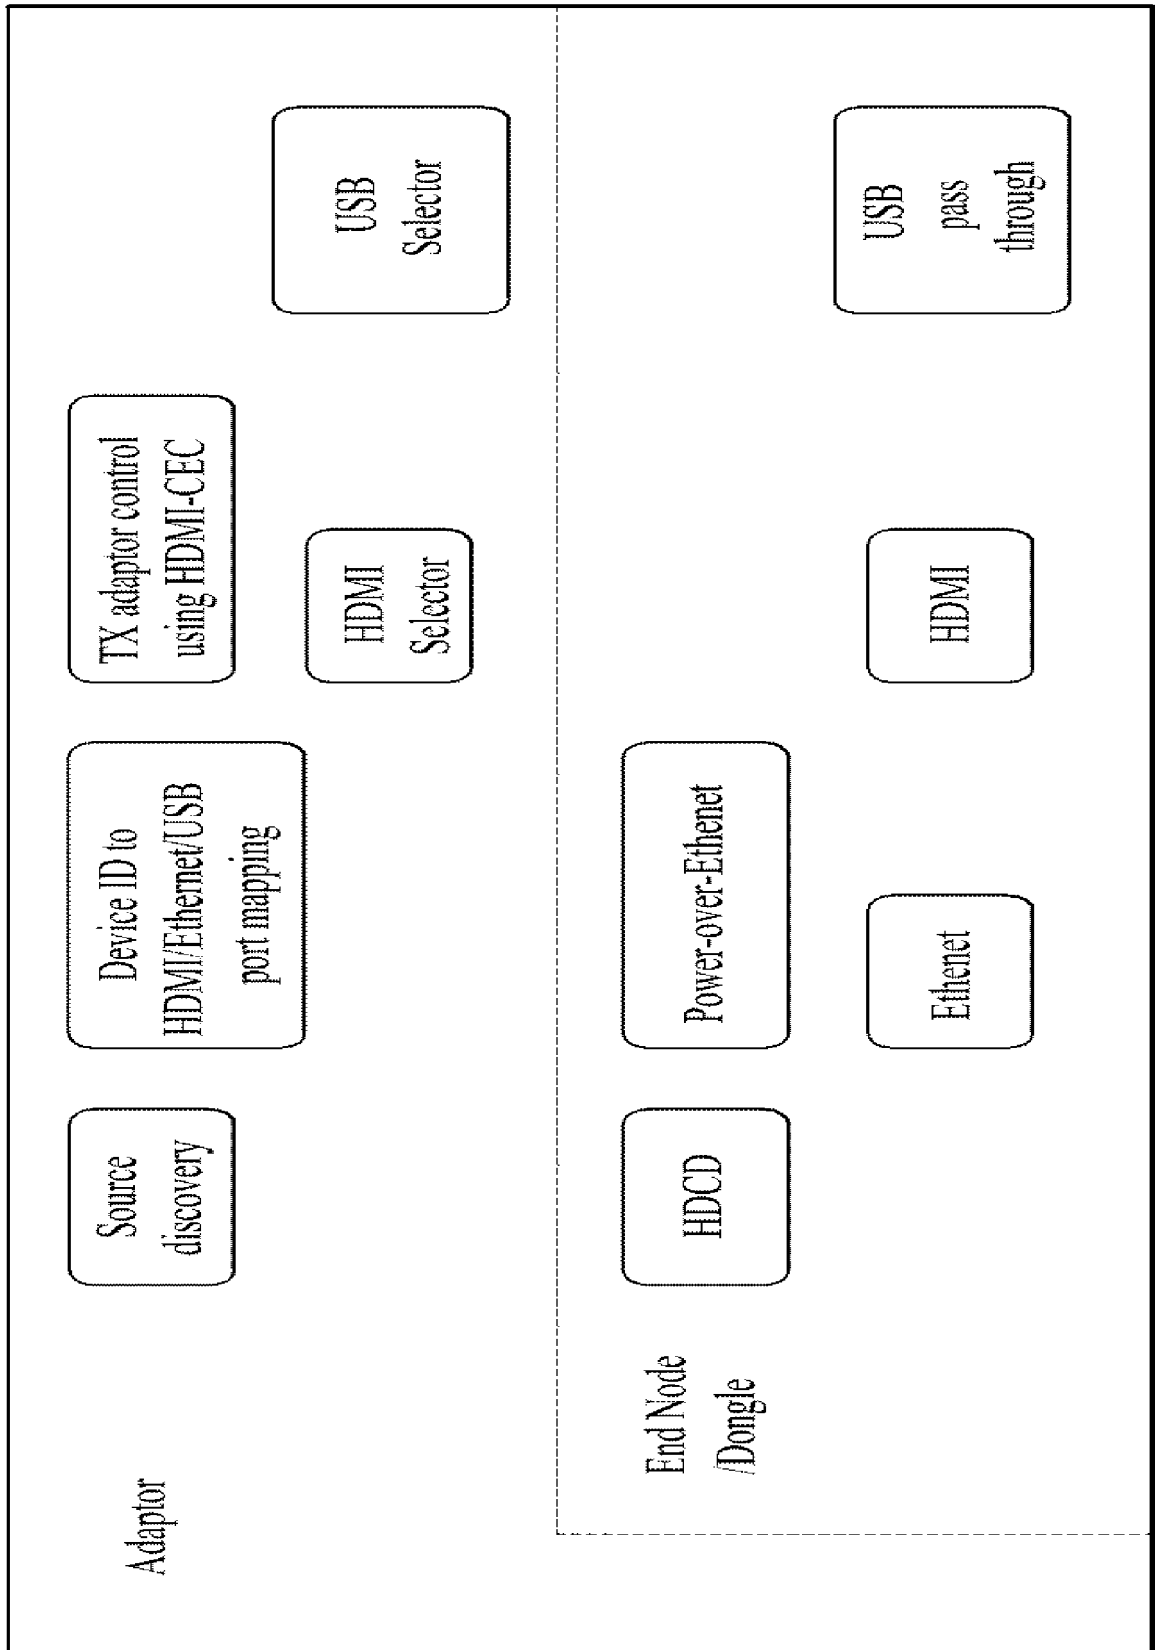 Adaptor
Source
discovery
Device ID to
HDMI/Ethernet/USB
port mapping
TX adaptor control
using HDMI-CEC
HDMI
Selector
USB
Selector
End Node
/Dongle
HDCD
Power-over-Ethenet
Ethenet
HDMI
USB
pass
through